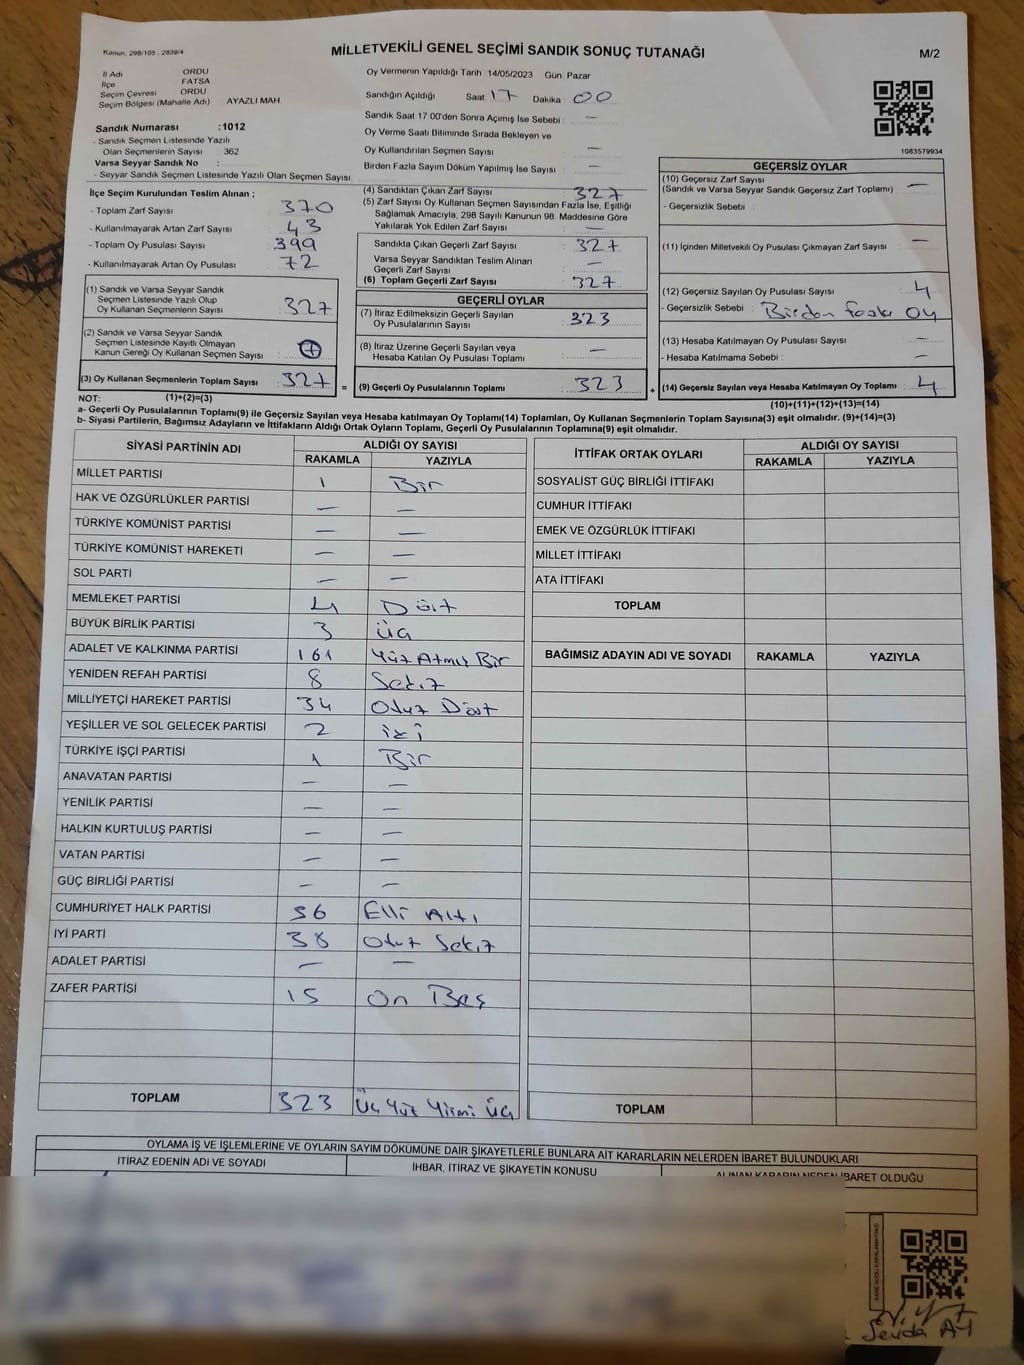 Kanun, 298/105 , 2839/4
MİLLETVEKİLİ GENEL SEÇİMİ SANDIK SONUÇ TUTANAĞI
M/2
İl Adı ORDU
İlçe FATSA
Seçim Çevresi ORDU
Seçim Bölgesi (Mahalle Adı) AYAZLI MAH
Sandık Numarası :1012
- Sandık Seçmen Listesinde Yazılı
Olan Seçmenlerin Sayısı : 362
Varsa Seyyar Sandık No :
- Seyyar Sandık Seçmen Listesinde Yazılı Olan Seçmen Sayısı:
Oy Vermenin Yapıldığı Tarih 14/05/2023 Gün Pazar
Sandığın Açıldığı Saat 17 Dakika 00
Sandık Saat 17.00'den Sonra Açımış İse Sebebi : —
Oy Verme Saati Bitiminde Sırada Bekleyen ve
Oy Kullandırılan Seçmen Sayısı : —
Birden Fazla Sayım Döküm Yapılmış İse Sayısı : —
1083579934
İlçe Seçim Kurulundan Teslim Alınan ;
- Toplam Zarf Sayısı : 370
- Kullanılmayarak Artan Zarf Sayısı : 43
- Toplam Oy Pusulası Sayısı : 399
- Kullanılmayarak Artan Oy Pusulası : 72
(1) Sandık ve Varsa Seyyar Sandık
Seçmen Listesinde Yazılı Olup
Oy Kullanan Seçmenlerin Sayısı : 327
(2) Sandık ve Varsa Seyyar Sandık
Seçmen Listesinde Kayıtlı Olmayan
Kanun Gereği Oy Kullanan Seçmen Sayısı :
(3) Oy Kullanan Seçmenlerin Toplam Sayısı : 327
(1)+(2)=(3)
(4) Sandıktan Çıkan Zarf Sayısı : 327
(5) Zarf Sayısı Oy Kullanan Seçmen Sayısından Fazla İse, Eşitliği
Sağlamak Amacıyla, 298 Sayılı Kanunun 98. Maddesine Göre
Yakılarak Yok Edilen Zarf Sayısı : —
Sandıkta Çıkan Geçerli Zarf Sayısı : 327
Varsa Seyyar Sandıktan Teslim Alınan
Geçerli Zarf Sayısı : —
(6) Toplam Geçerli Zarf Sayısı : 327
GEÇERLİ OYLAR
(7) İtiraz Edilmeksizin Geçerli Sayılan
Oy Pusulalarının Sayısı : 323
(8) İtiraz Üzerine Geçerli Sayılan veya
Hesaba Katılan Oy Pusulası Toplamı : —
= (9) Geçerli Oy Pusulalarının Toplamı : 323 +
GEÇERSİZ OYLAR
(10) Geçersiz Zarf Sayısı : —
(Sandık ve Varsa Seyyar Sandık Geçersiz Zarf Toplamı)
- Geçersizlik Sebebi :
(11) İçinden Milletvekili Oy Pusulası Çıkmayan Zarf Sayısı : —
(12) Geçersiz Sayılan Oy Pusulası Sayısı : 4
- Geçersizlik Sebebi : Birden fazla oy
(13) Hesaba Katılmayan Oy Pusulası Sayısı : —
- Hesaba Katılmama Sebebi : —
(14) Geçersiz Sayılan veya Hesaba Katılmayan Oy Toplamı : 4
(10)+(11)+(12)+(13)=(14)
NOT:
a- Geçerli Oy Pusulalarının Toplamı(9) ile Geçersiz Sayılan veya Hesaba katılmayan Oy Toplamı(14) Toplamları, Oy Kullanan Seçmenlerin Toplam Sayısına(3) eşit olmalıdır. (9)+(14)=(3)
b- Siyasi Partilerin, Bağımsız Adayların ve İttifakların Aldığı Ortak Oyların Toplamı, Geçerli Oy Pusulalarının Toplamına(9) eşit olmalıdır.
SİYASİ PARTİNİN ADI ALDIĞI OY SAYISI
RAKAMLA YAZIYLA
MİLLET PARTİSİ 1 Bir
HAK VE ÖZGÜRLÜKLER PARTİSİ — —
TÜRKİYE KOMÜNİST PARTİSİ — —
TÜRKİYE KOMÜNİST HAREKETİ — —
SOL PARTİ — —
MEMLEKET PARTİSİ 4 Dört
BÜYÜK BİRLİK PARTİSİ 3 Üç
ADALET VE KALKINMA PARTİSİ 161 Yüz Atmış Bir
YENİDEN REFAH PARTİSİ 8 Sekiz
MİLLİYETÇİ HAREKET PARTİSİ 34 Otuz Dört
YEŞİLLER VE SOL GELECEK PARTİSİ 2 iki
TÜRKİYE İŞÇİ PARTİSİ 1 Bir
ANAVATAN PARTİSİ — —
YENİLİK PARTİSİ — —
HALKIN KURTULUŞ PARTİSİ — —
VATAN PARTİSİ — —
GÜÇ BİRLİĞİ PARTİSİ — —
CUMHURİYET HALK PARTİSİ 56 Elli Altı
İYİ PARTİ 38 Otuz Sekiz
ADALET PARTİSİ — —
ZAFER PARTİSİ 15 On Beş
TOPLAM 323 Üç Yüz Yirmi Üç
İTTİFAK ORTAK OYLARI ALDIĞI OY SAYISI
RAKAMLA YAZIYLA
SOSYALİST GÜÇ BİRLİĞİ İTTİFAKI
CUMHUR İTTİFAKI
EMEK VE ÖZGÜRLÜK İTTİFAKI
MİLLET İTTİFAKI
ATA İTTİFAKI
TOPLAM
BAĞIMSIZ ADAYIN ADI VE SOYADI RAKAMLA YAZIYLA
TOPLAM
OYLAMA İŞ VE İŞLEMLERİNE VE OYLARIN SAYIM DÖKÜMÜNE DAİR ŞİKAYETLERLE BUNLARA AİT KARARLARIN NELERDEN İBARET BULUNDUKLARI
İTİRAZ EDENİN ADI VE SOYADI İHBAR, İTİRAZ VE ŞİKAYETİN KONUSU ALINAN KARARIN NEDEN İBARET OLDUĞU
Sevda